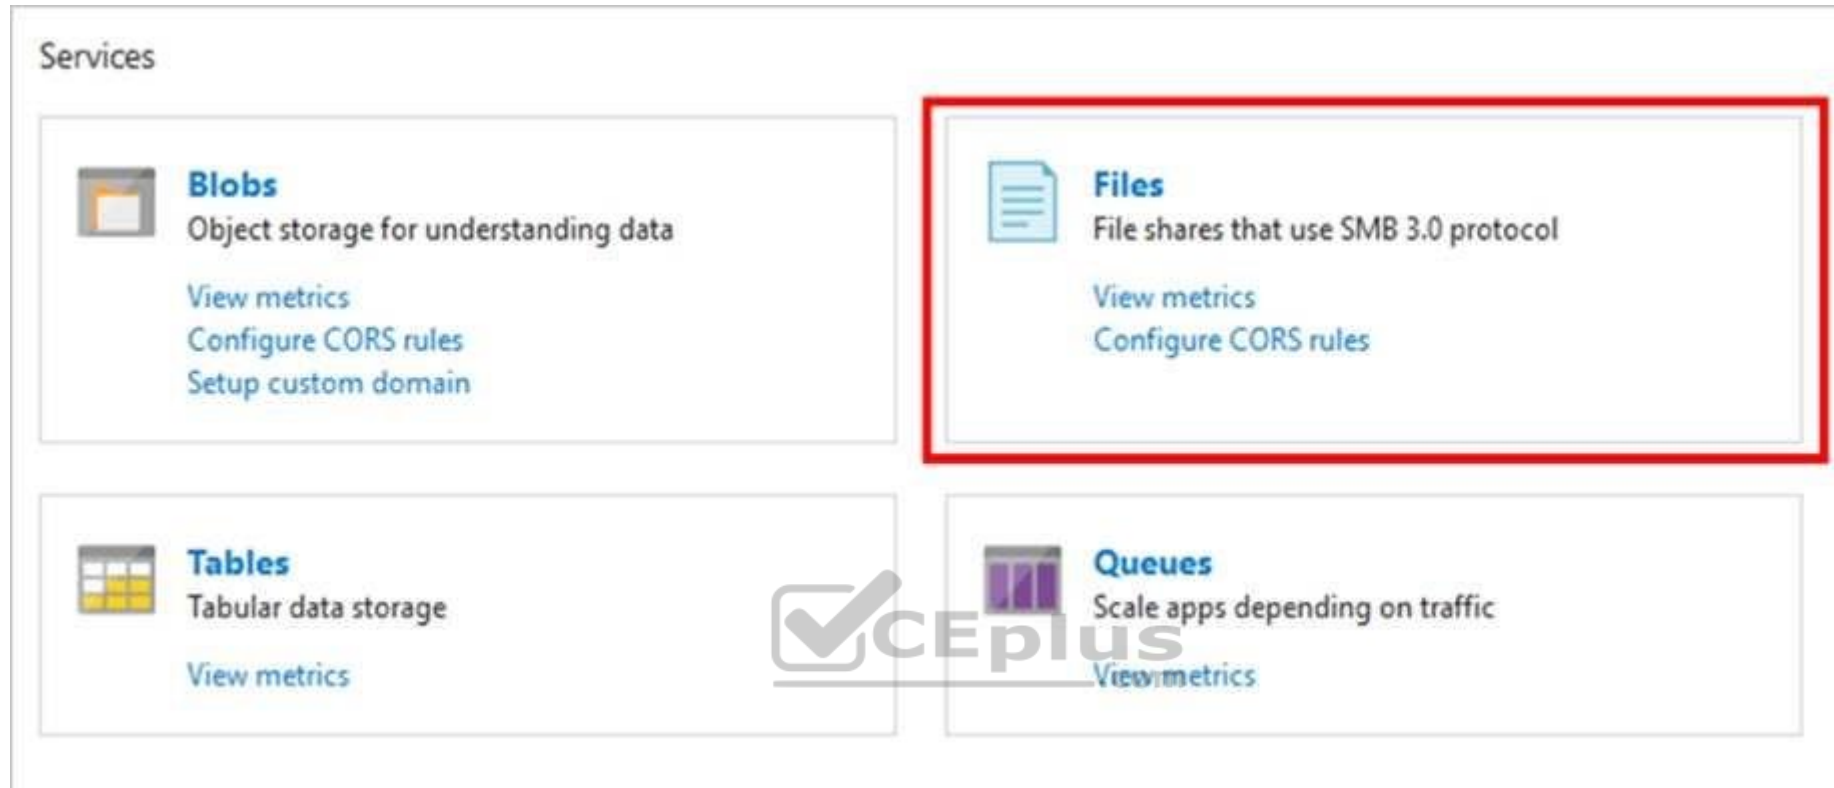 Services
Blobs
Object storage for understanding data
View metrics
Configure CORS rules
Setup custom domain
Files
File shares that use SMB 3.0 protocol
View metrics
Configure CORS rules
Tables
Tabular data storage
View metrics
Queues
Scale apps depending on traffic
View metrics
CEplus
.com